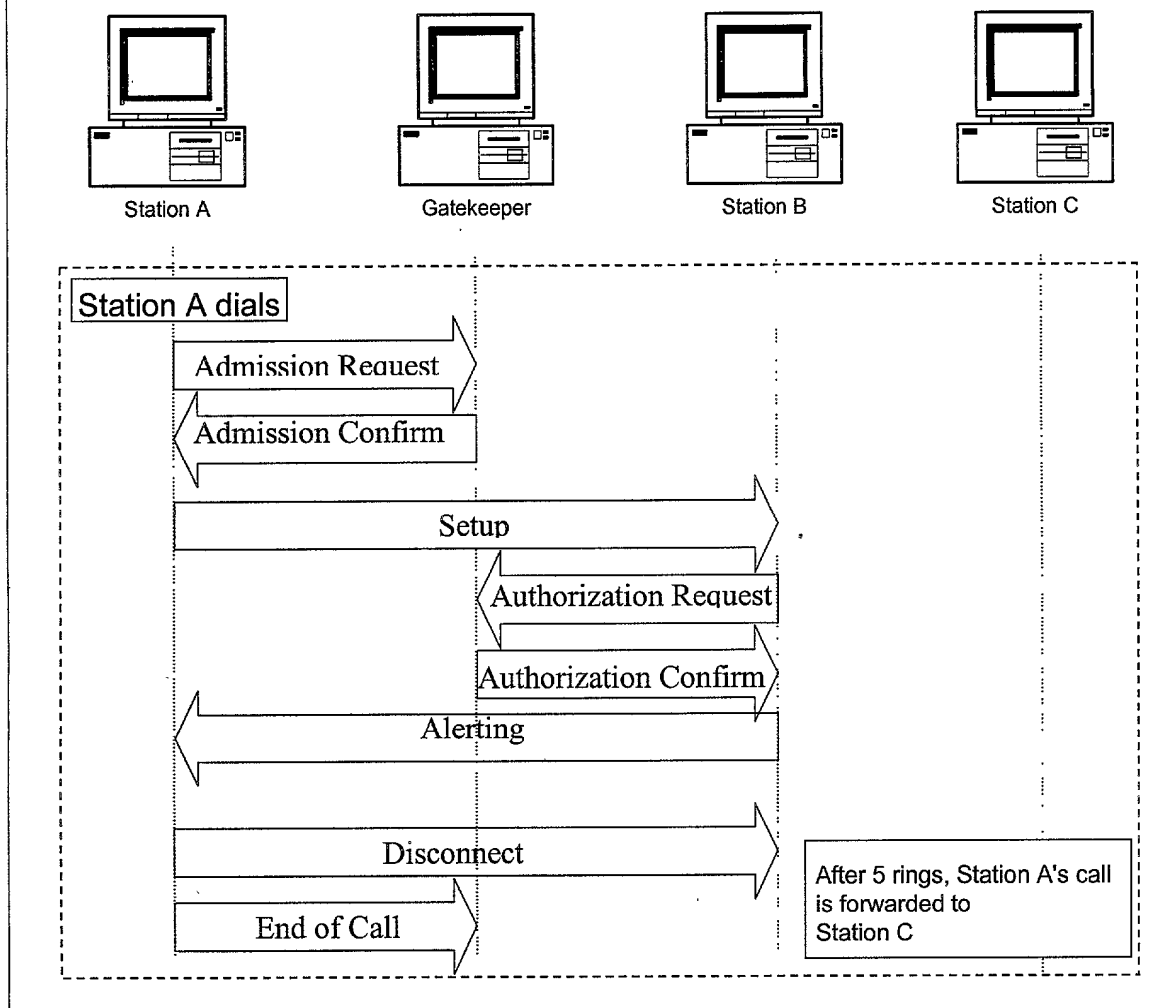 Station A
Gatekeeper
Station B
Station C
Station A dials
Admission Request
Admission Confirm
Setup
Authorization Request
Authorization Confirm
Alerting
Disconnect
End of Call
After 5 rings, Station A's call
is forwarded to
Station C